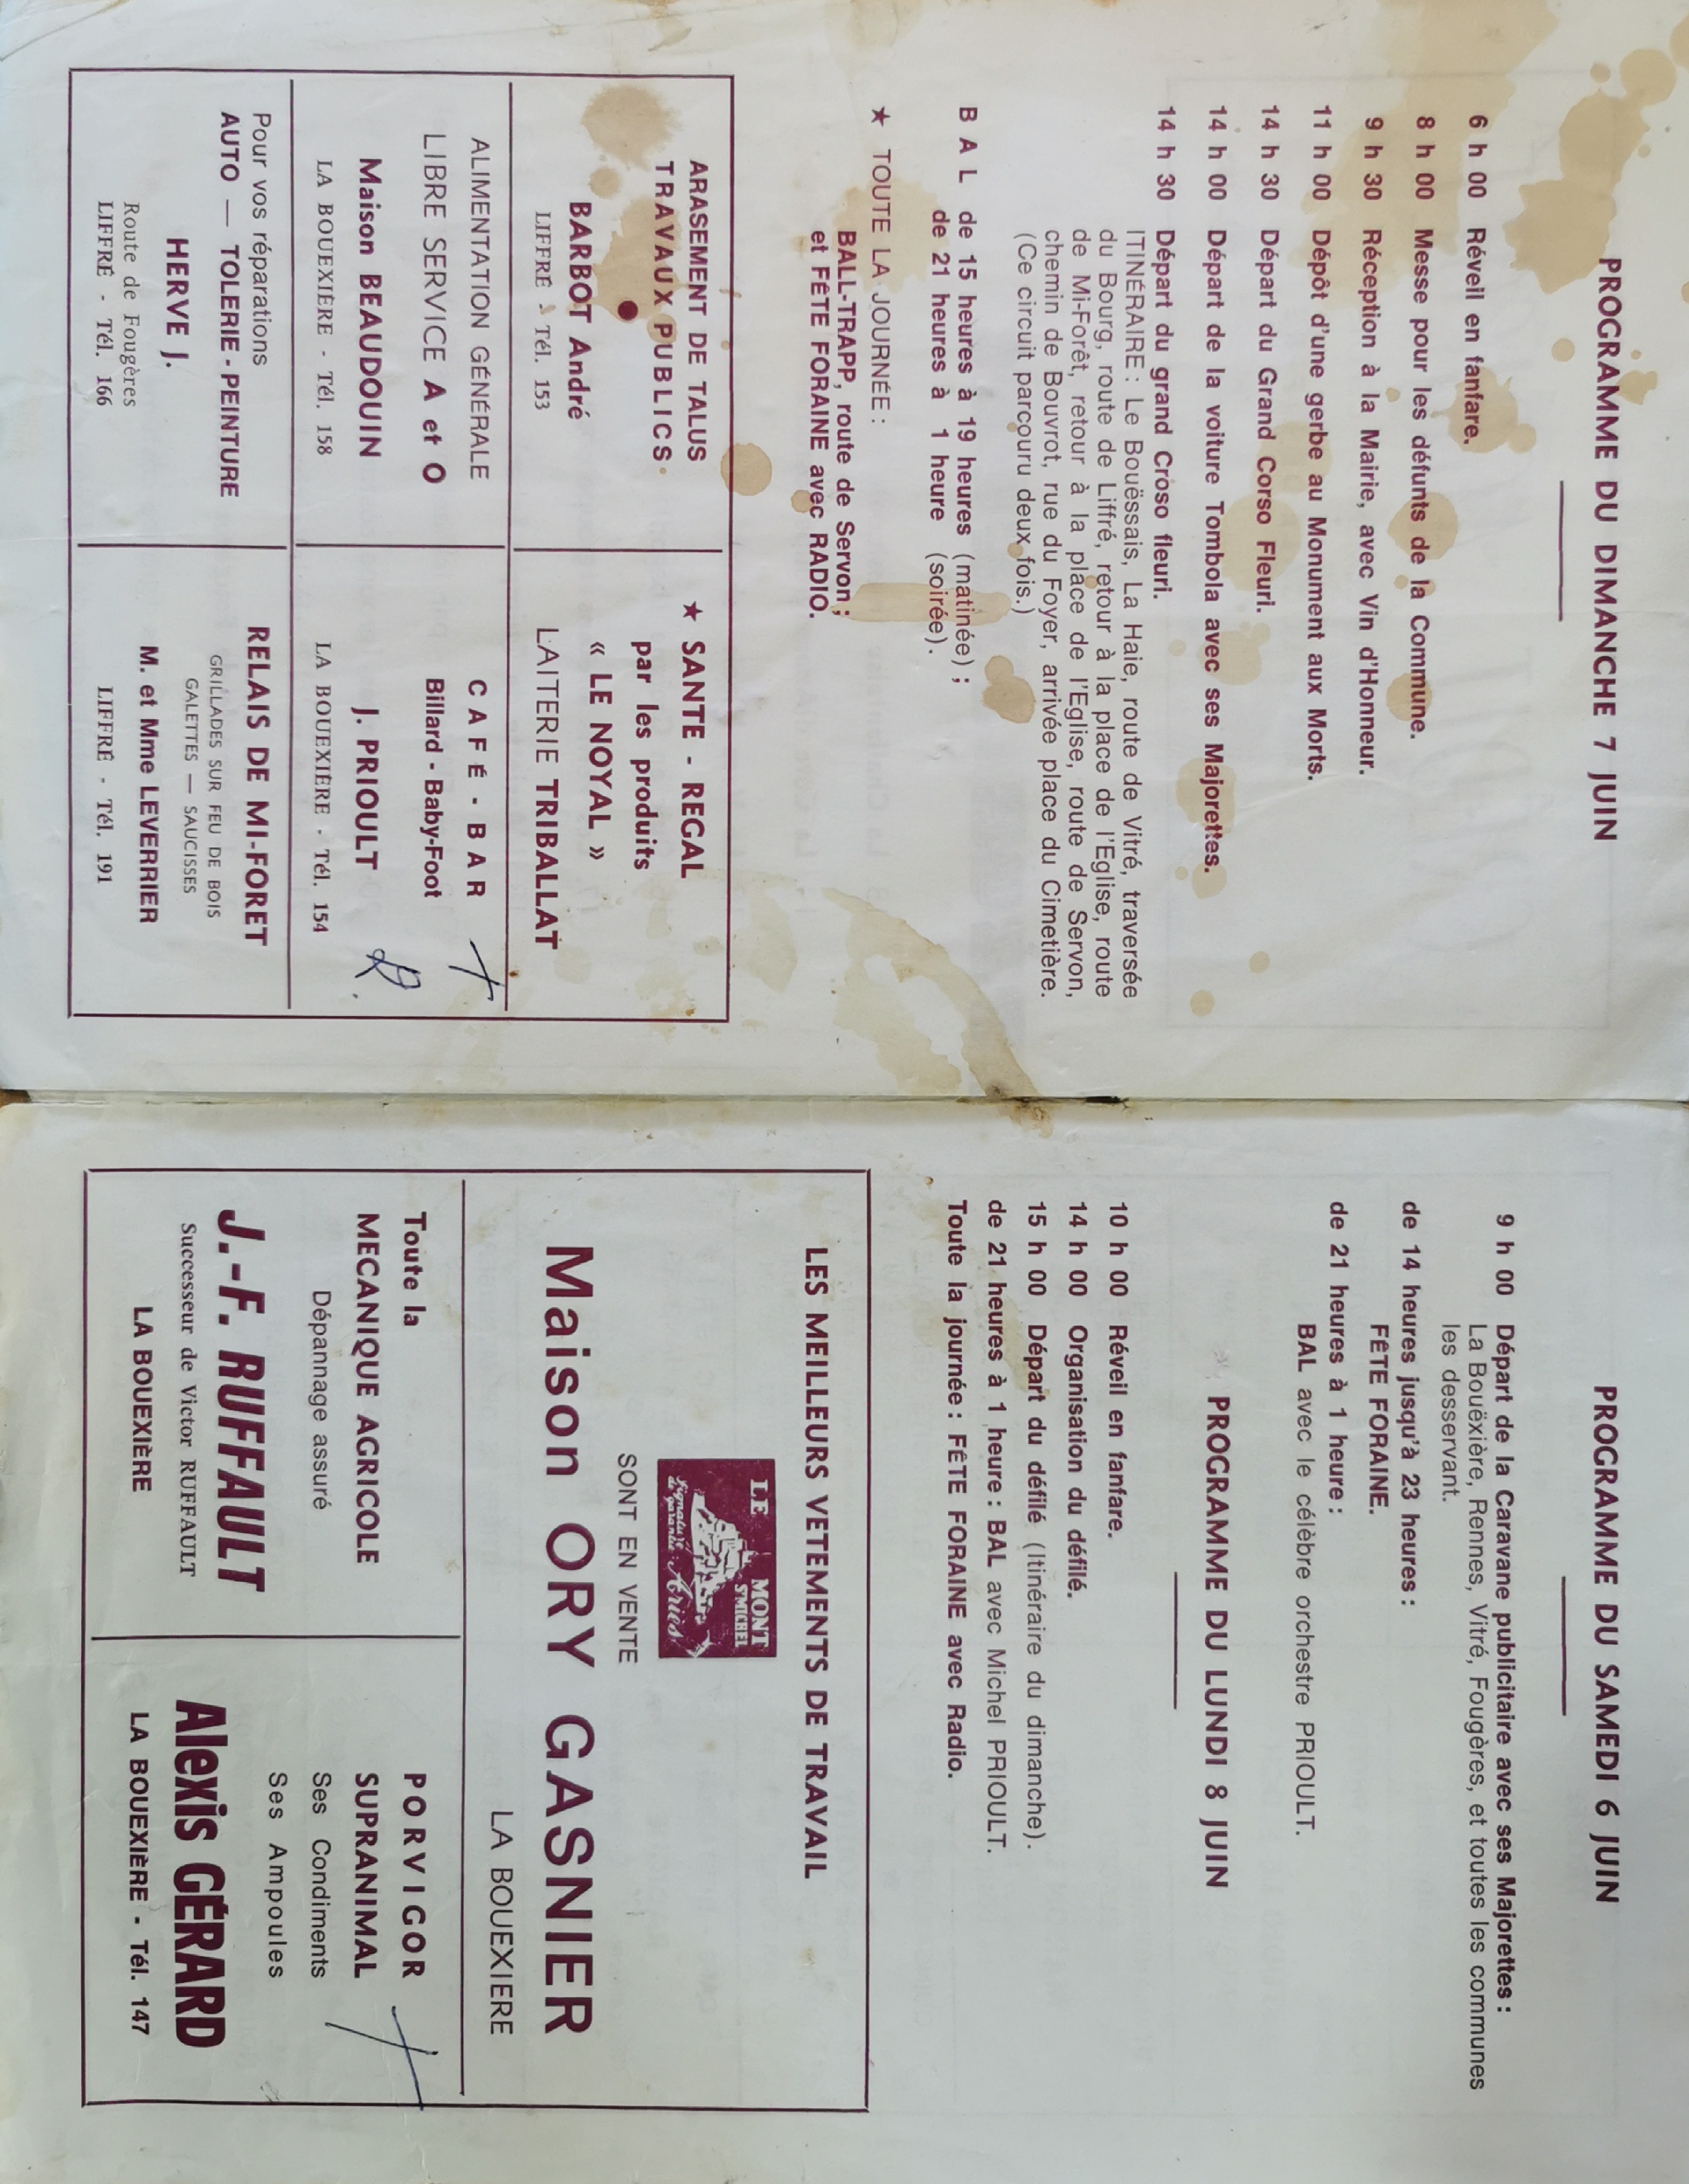 PROGRAMME DU DIMANCHE 7 JUIN
6 h 00 Réveil en fanfare.
8 h 00 Messe pour les défunts de la Commune.
9 h 30 Réception à la Mairie, avec Vin d'Honneur.
11 h 00 Dépôt d'une gerbe au Monument aux Morts.
14 h 30 Départ du Grand Corso Fleuri.
14 h 00 Départ de la voiture Tombola avec ses Majorettes.
14 h 30 Départ du grand Croso fleuri.
ITINÉRAIRE : Le Bouëssais, La Haie, route de Vitré, traversée
du Bourg, route de Liffré, retour à la place de l'Eglise, route
de Mi-Forêt, retour à la place de l'Eglise, route de Servon,
chemin de Bouvrot, rue du Foyer, arrivée place du Cimetière.
(Ce circuit parcouru deux fois.)
BAL de 15 heures à 19 heures (matinée) ;
de 21 heures à 1 heure (soirée).
★ TOUTE LA JOURNÉE :
BALL-TRAPP, route de Servon ;
et FÊTE FORAINE avec RADIO.
ARASEMENT DE TALUS
TRAVAUX PUBLICS
BARBOT André
LIFFRÉ - Tél. 153
★ SANTE - REGAL
par les produits
« LE NOYAL »
LAITERIE TRIBALLAT
ALIMENTATION GÉNÉRALE
LIBRE SERVICE A et O
Maison BEAUDOUIN
LA BOUEXIÈRE - Tél. 158
CAFÉ - BAR
Billard - Baby-Foot
J. PRIOULT
LA BOUEXIÈRE - Tél. 154
Pour vos réparations
AUTO — TOLERIE - PEINTURE
HERVE J.
Route de Fougères
LIFFRÉ - Tél. 166
RELAIS DE MI-FORET
GRILLADES SUR FEU DE BOIS
GALETTES — SAUCISSES
M. et Mme LEVERRIER
LIFFRÉ - Tél. 191
PROGRAMME DU SAMEDI 6 JUIN
9 h 00 Départ de la Caravane publicitaire avec ses Majorettes :
La Bouëxière, Rennes, Vitré, Fougères, et toutes les communes
les desservant.
de 14 heures jusqu'à 23 heures :
FÊTE FORAINE.
de 21 heures à 1 heure :
BAL avec le célèbre orchestre PRIOULT.
PROGRAMME DU LUNDI 8 JUIN
10 h 00 Réveil en fanfare.
14 h 00 Organisation du défilé.
15 h 00 Départ du défilé (Itinéraire du dimanche).
de 21 heures à 1 heure : BAL avec Michel PRIOULT.
Toute la journée : FÊTE FORAINE avec Radio.
LES MEILLEURS VETEMENTS DE TRAVAIL
LE MONT
ST MICHEL
Signature Ariès
de garantie
SONT EN VENTE
Maison ORY GASNIER
LA BOUEXIERE
Toute la
MECANIQUE AGRICOLE
Dépannage assuré
J.-F. RUFFAULT
Successeur de Victor RUFFAULT
LA BOUEXIÈRE
PORVIGOR
SUPRANIMAL
Ses Condiments
Ses Ampoules
Alexis GÉRARD
LA BOUEXIÈRE - Tél. 147